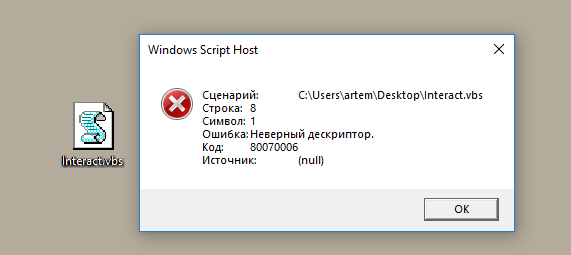 Windows Script Host
Сценарий: C:\Users\artem\Desktop\Interact.vbs
Строка: 8
Символ: 1
Ошибка: Неверный дескриптор.
Код: 80070006
Источник: (null)
Interact.vbs
OK